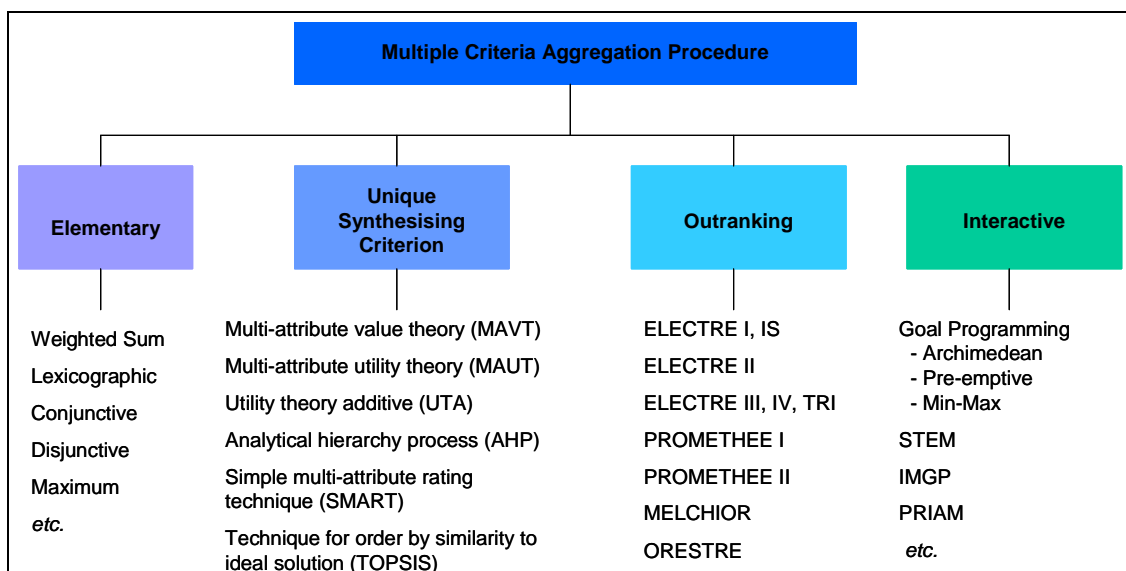 Multiple Criteria Aggregation Procedure
Elementary
Unique
Synthesising
Criterion
Outranking
Interactive
Weighted Sum
Lexicographic
Conjunctive
Disjunctive
Maximum
etc.
Multi-attribute value theory (MAVT)
Multi-attribute utility theory (MAUT)
Utility theory additive (UTA)
Analytical hierarchy process (AHP)
Simple multi-attribute rating
technique (SMART)
Technique for order by similarity to
ideal solution (TOPSIS)
ELECTRE I, IS
ELECTRE II
ELECTRE III, IV, TRI
PROMETHEE I
PROMETHEE II
MELCHIOR
ORESTRE
Goal Programming
- Archimedean
- Pre-emptive
- Min-Max
STEM
IMGP
PRIAM
etc.